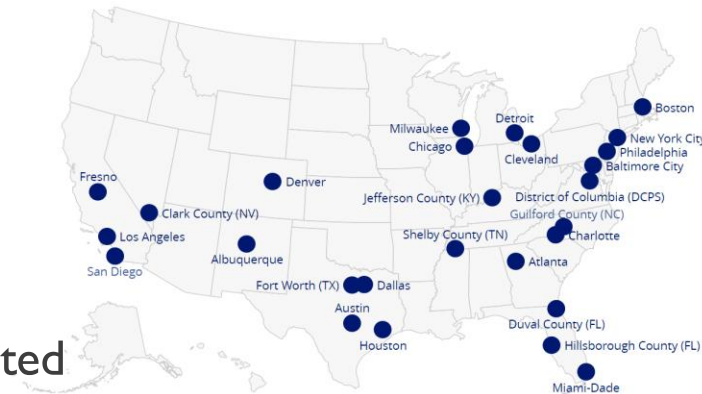 Boston
Detroit
Milwaukee
New York City
Chicago
Philadelphia
Cleveland
Baltimore City
Fresno
Denver
Jefferson County (KY)
District of Columbia (DCPS)
Clark County (NV)
Guilford County (NC)
Los Angeles
Shelby County (TN)
Charlotte
Albuquerque
Atlanta
San Diego
Fort Worth (TX)
Dallas
Austin
Duval County (FL)
Houston
Hillsborough County (FL)
ted
Miami-Dade